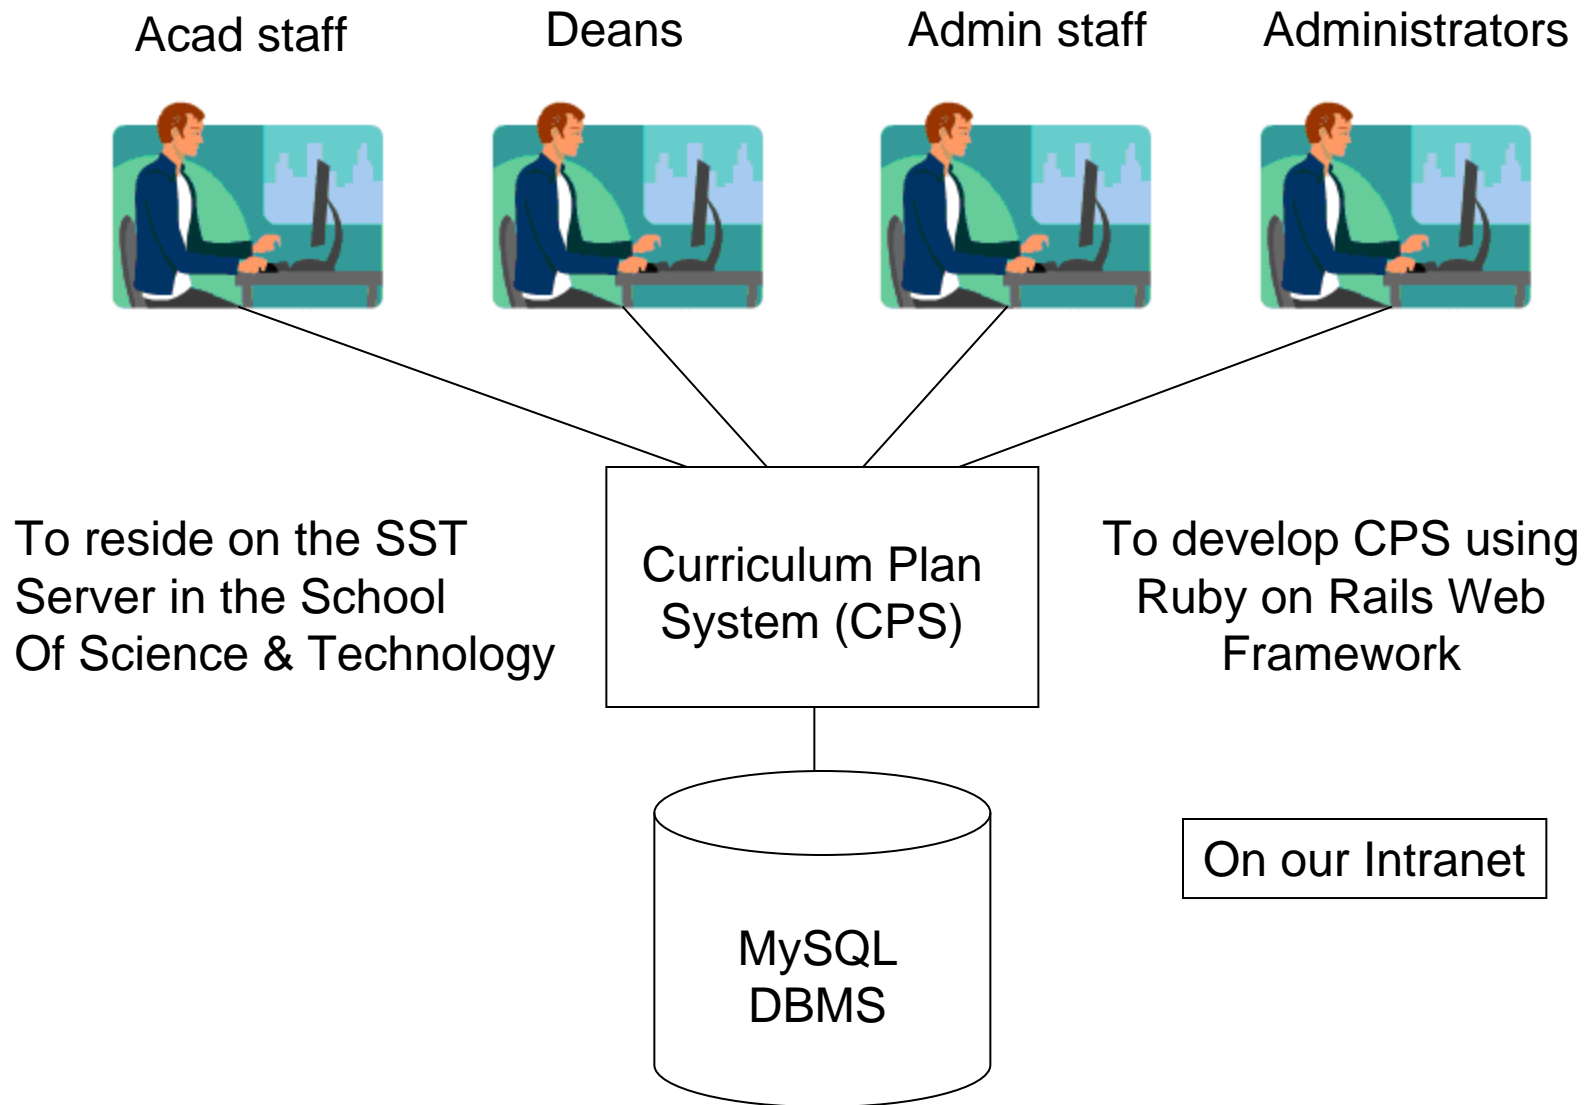 Acad staff
Deans
Admin staff
Administrators
To reside on the SST
Server in the School
Of Science & Technology
Curriculum Plan
System (CPS)
To develop CPS using
Ruby on Rails Web
Framework
On our Intranet
MySQL
DBMS